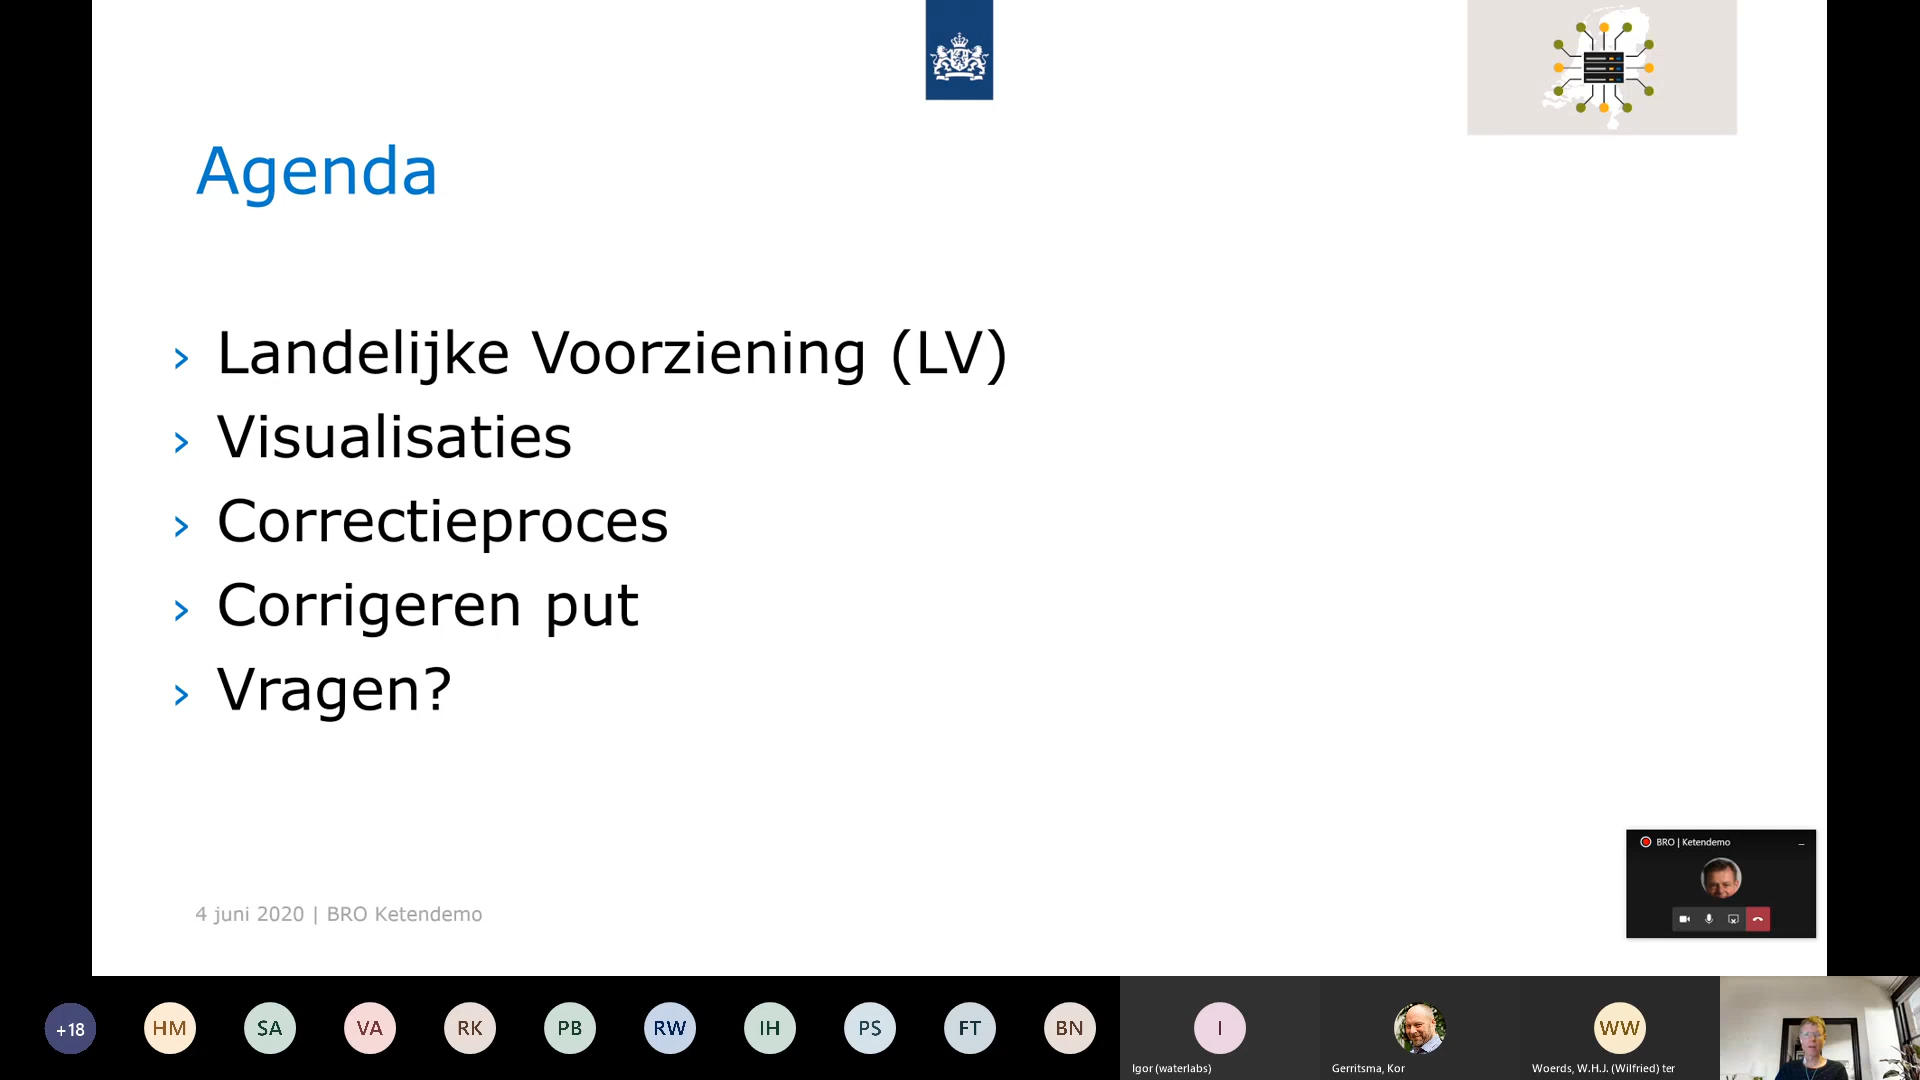 Agenda
› Landelijke Voorziening (LV)
› Visualisaties
› Correctieproces
› Corrigeren put
› Vragen?
4 juni 2020 | BRO Ketendemo
BRO | Ketendemo
+18
HM
SA
VA
RK
PB
RW
IH
PS
FT
BN
I
WW
Igor (waterlabs)
Gerritsma, Kor
Woerds, W.H.J. (Wilfried) ter